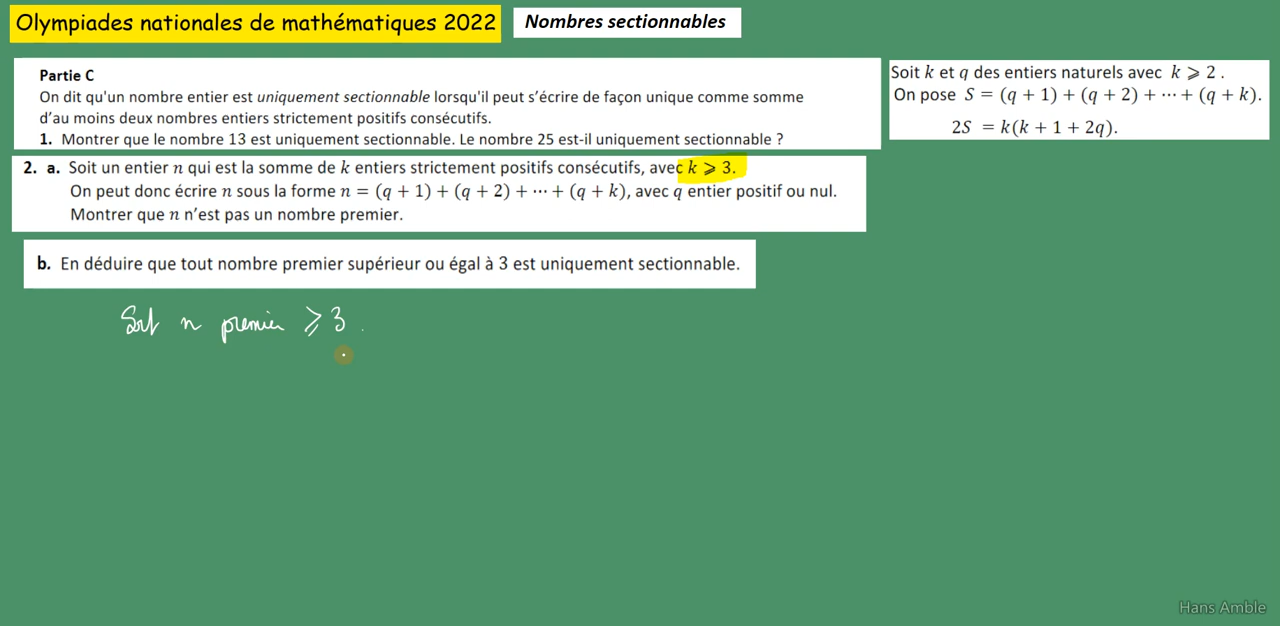 Olympiades nationales de mathématiques 2022
Nombres sectionnables
Partie C
On dit qu'un nombre entier est uniquement sectionnable lorsqu'il peut s'écrire de façon unique comme somme
d'au moins deux nombres entiers strictement positifs consécutifs.
1. Montrer que le nombre 13 est uniquement sectionnable. Le nombre 25 est-il uniquement sectionnable ?
Soit k et q des entiers naturels avec k ⩾ 2 .
On pose S = (q + 1) + (q + 2) + ⋯ + (q + k).
2S = k(k + 1 + 2q).
2. a. Soit un entier n qui est la somme de k entiers strictement positifs consécutifs, avec k ⩾ 3.
On peut donc écrire n sous la forme n = (q + 1) + (q + 2) + ⋯ + (q + k), avec q entier positif ou nul.
Montrer que n n'est pas un nombre premier.
b. En déduire que tout nombre premier supérieur ou égal à 3 est uniquement sectionnable.
Soit n premier ⩾ 3 .
Hans Amble